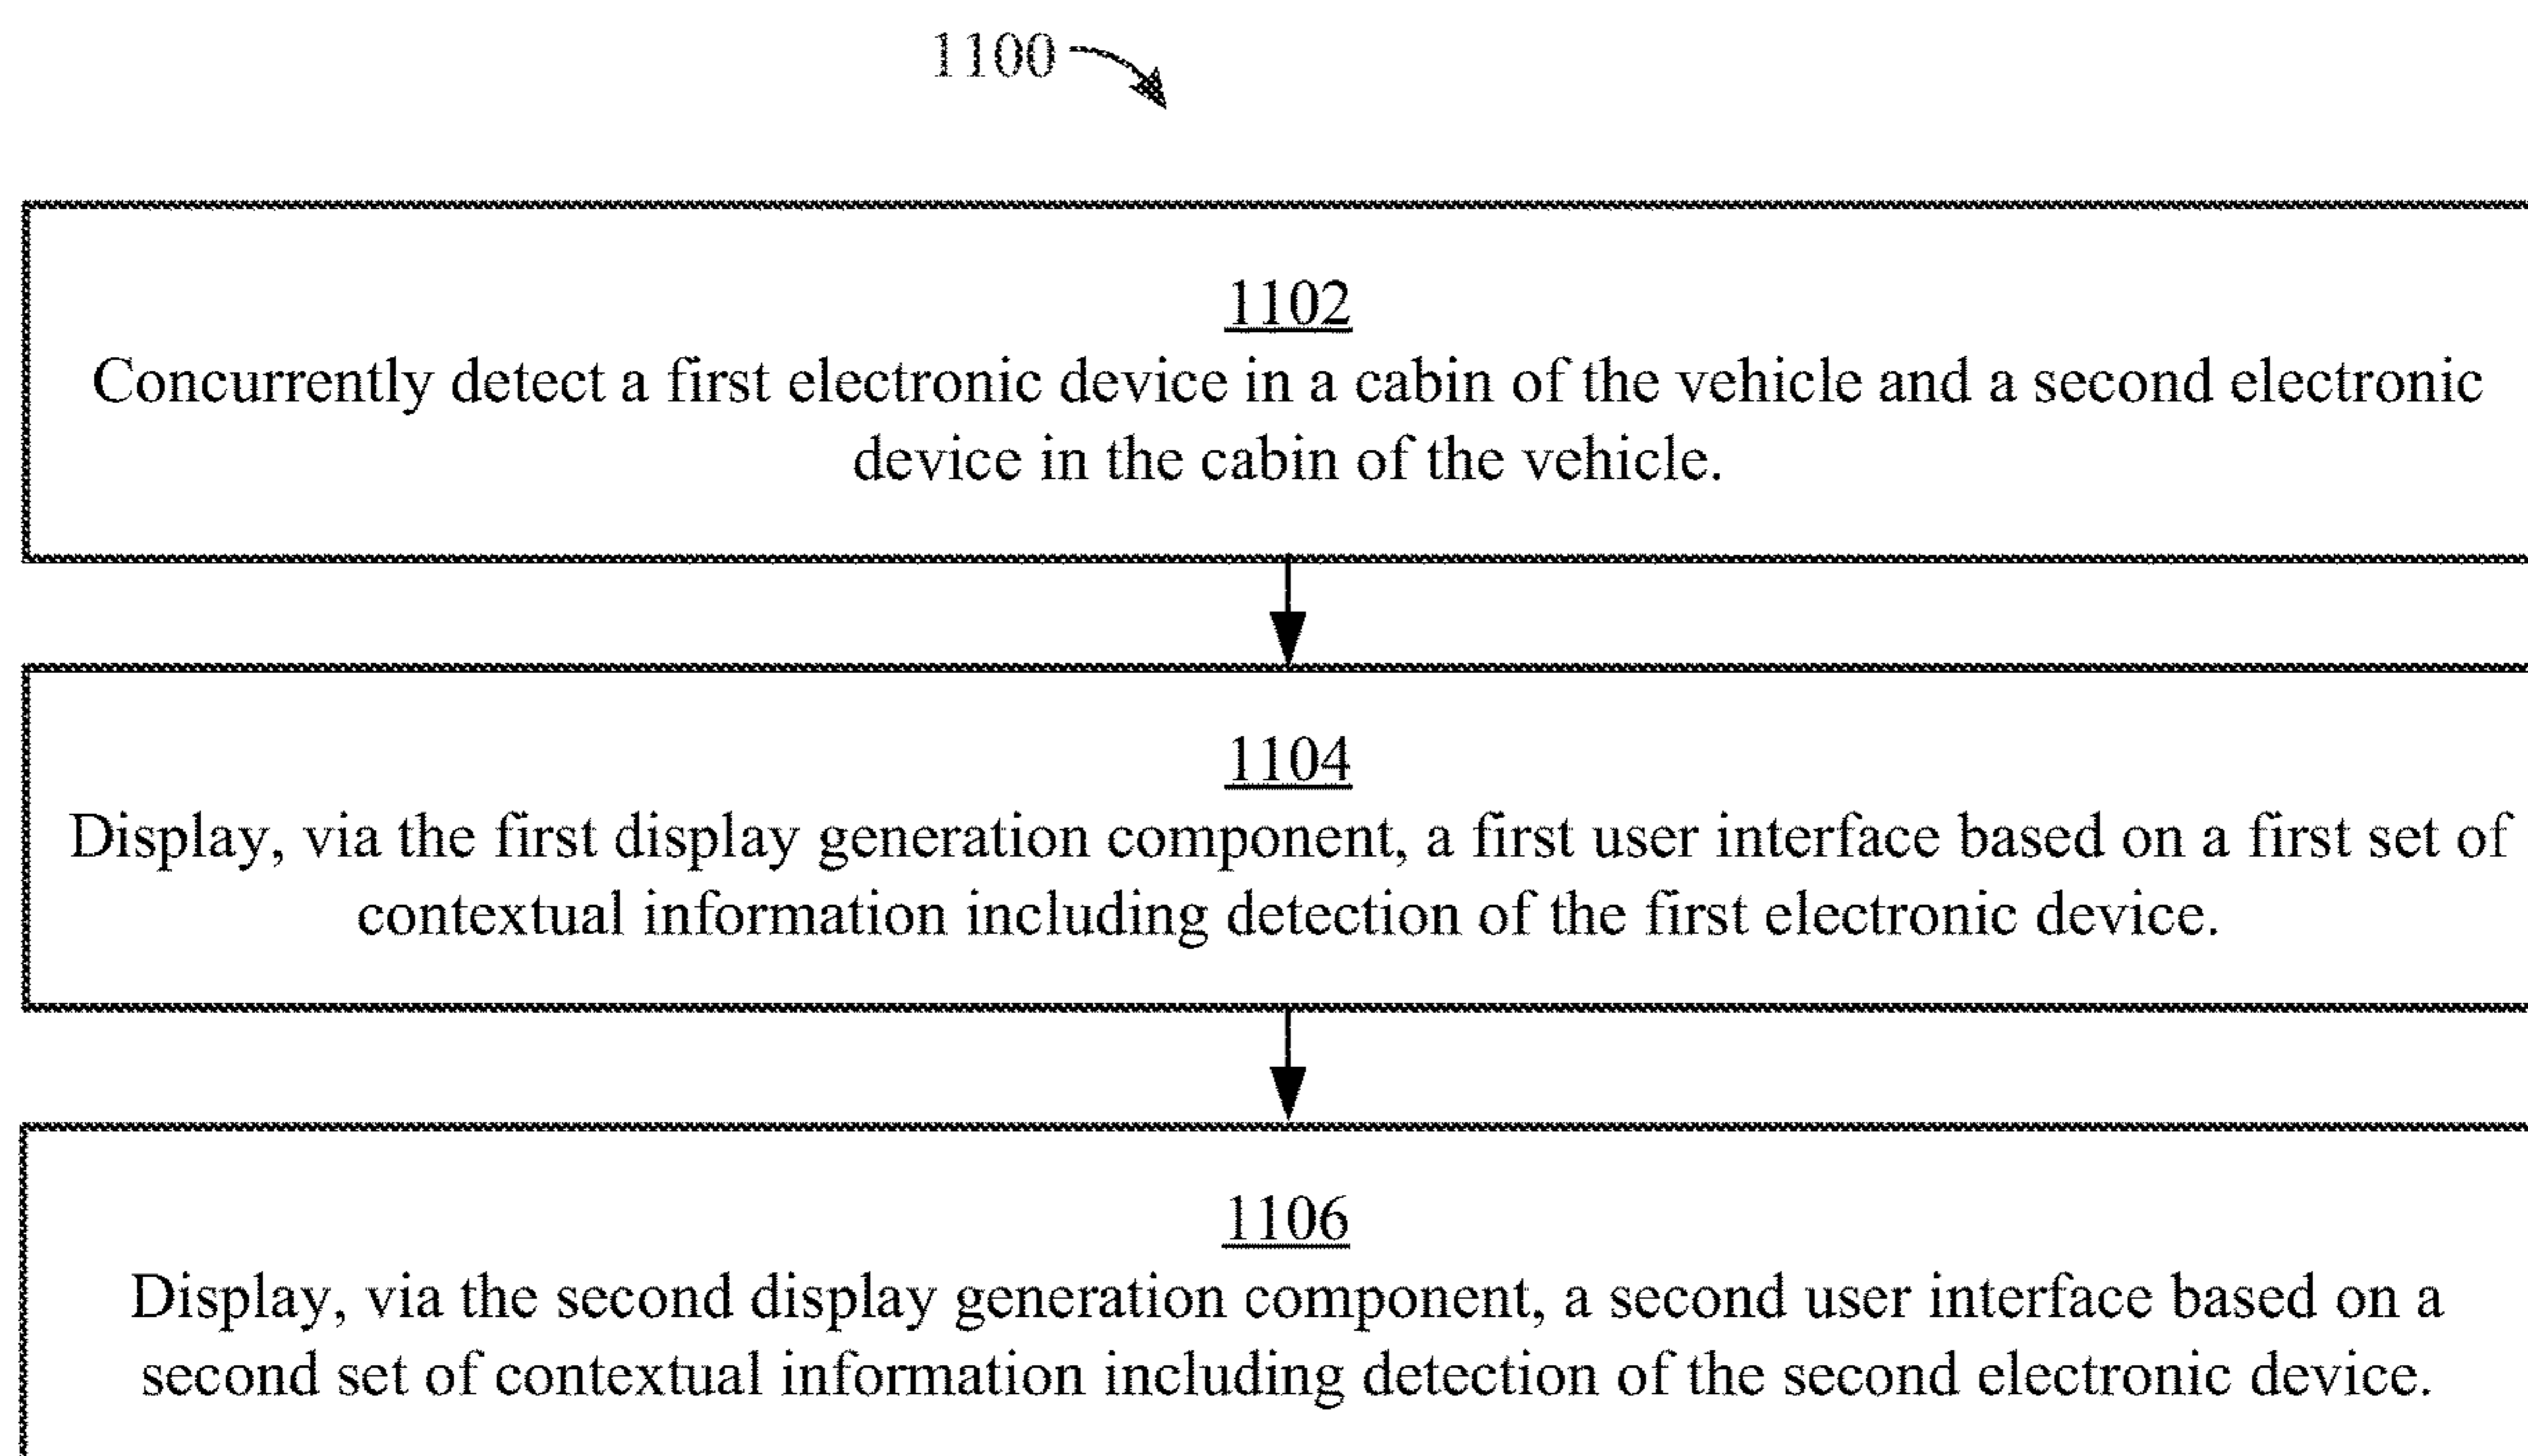 1100
1102
Concurrently detect a first electronic device in a cabin of the vehicle and a second electronic
device in the cabin of the vehicle.
1104
Display, via the first display generation component, a first user interface based on a first set of
contextual information including detection of the first electronic device.
1106
Display, via the second display generation component, a second user interface based on a
second set of contextual information including detection of the second electronic device.